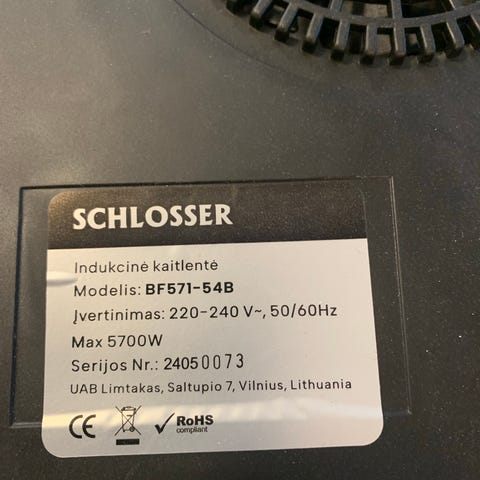 SCHLOSSER
Indukcinė kaitlentė
Modelis: BF571-54B
Įvertinimas: 220-240 V~, 50/60Hz
Max 5700W
Serijos Nr.: 24050073
UAB Limtakas, Saltupio 7, Vilnius, Lithuania
CE RoHS
compliant